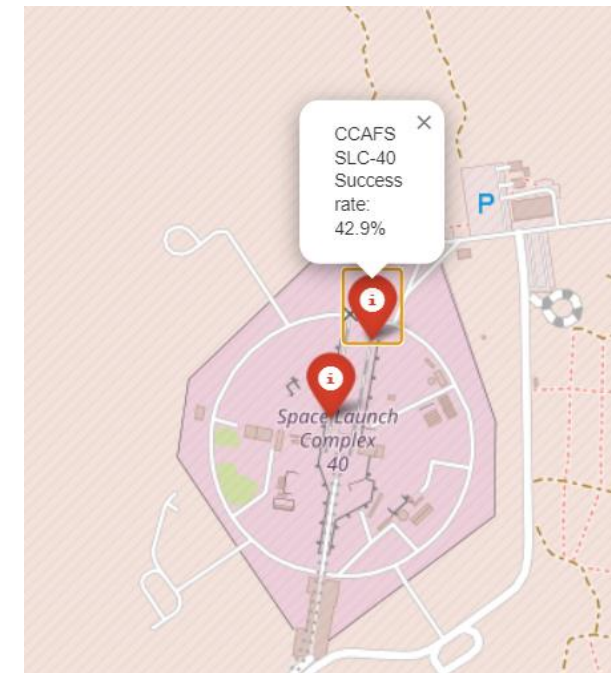 CCAFS
SLC-40
Success
rate:
42.9%
×
P
i
i
Space Launch
Complex
40